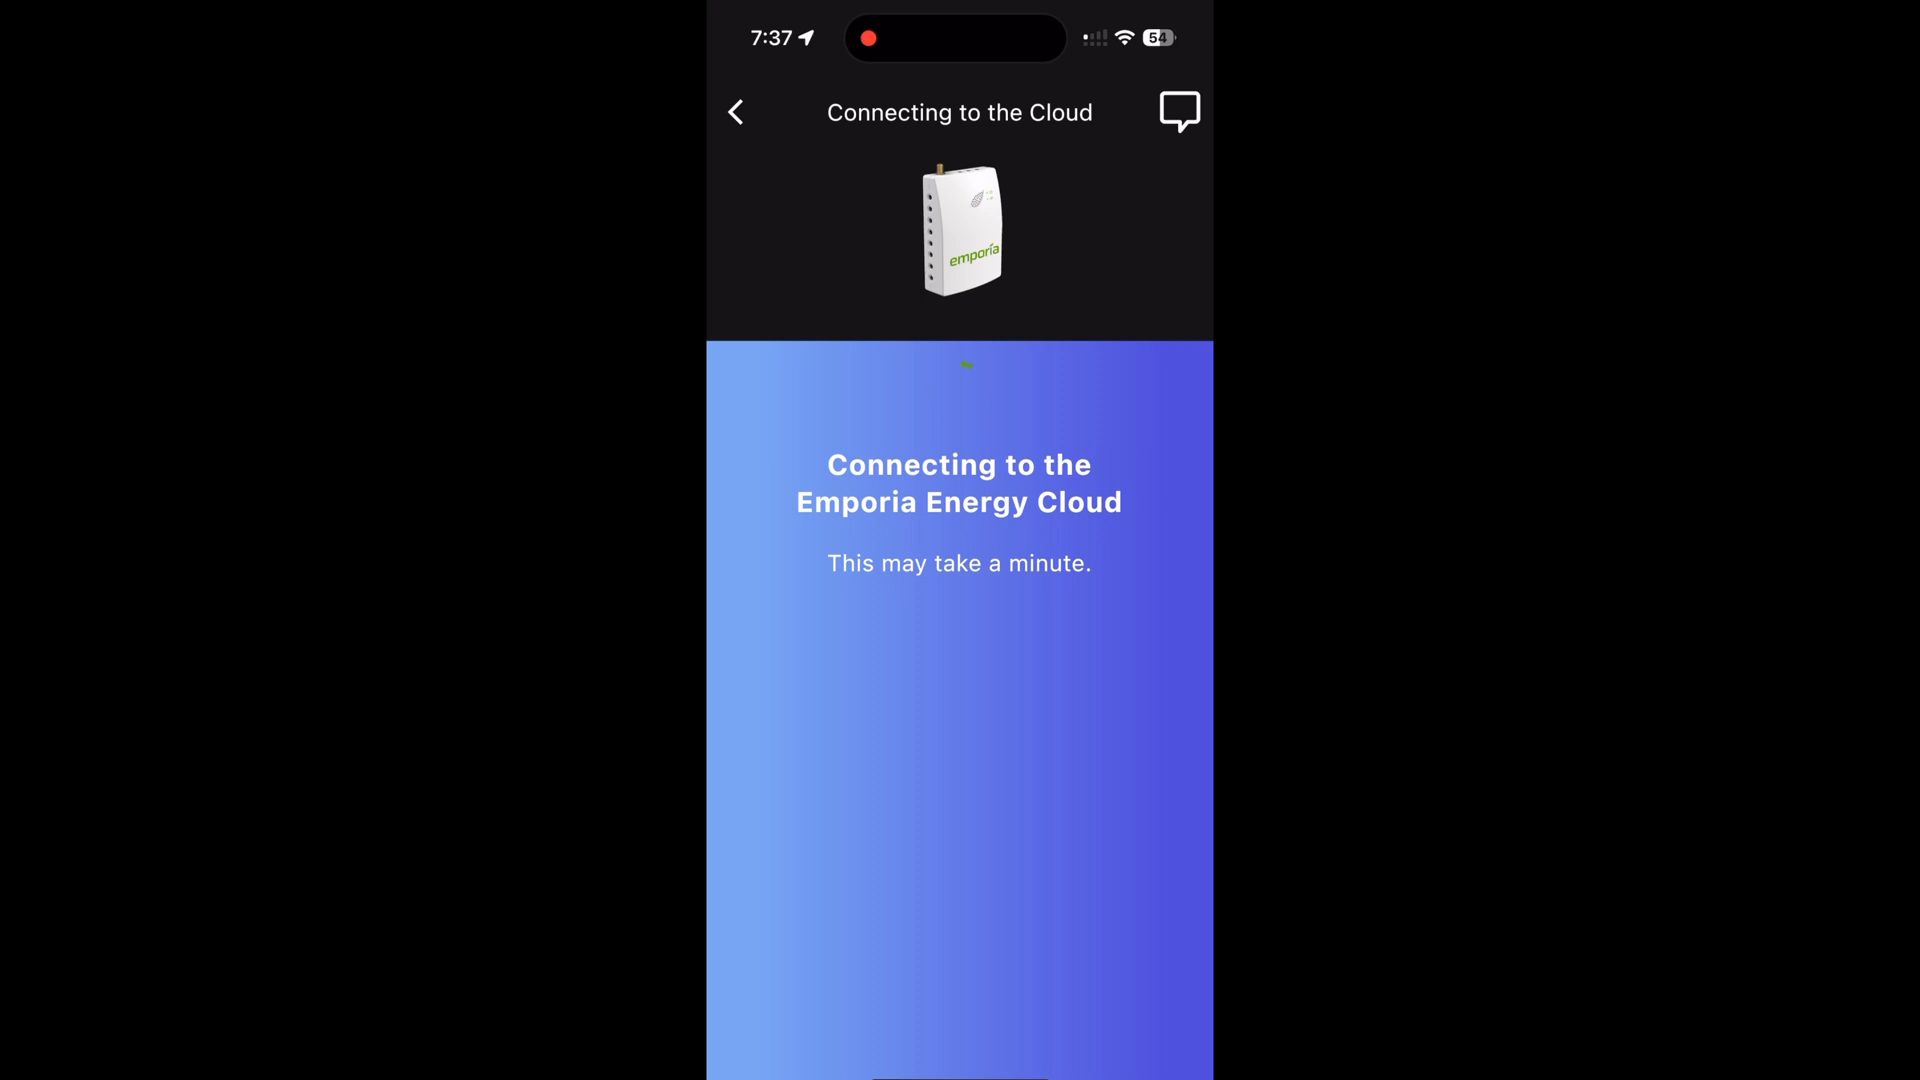 7:37
54
Connecting to the Cloud
emporia
Connecting to the
Emporia Energy Cloud
This may take a minute.